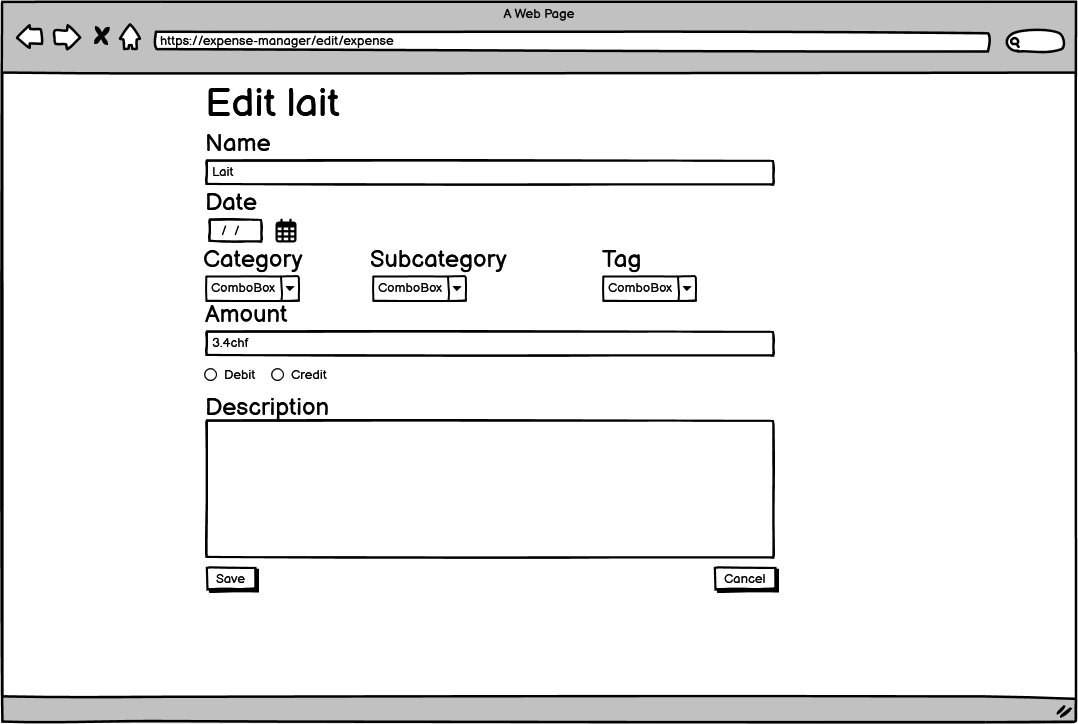 A Web Page
https://expense-manager/edit/expense
Edit lait
Name
Lait
Date
/ /
Category Subcategory Tag
ComboBox ComboBox ComboBox
Amount
3.4chf
Debit Credit
Description
Save Cancel